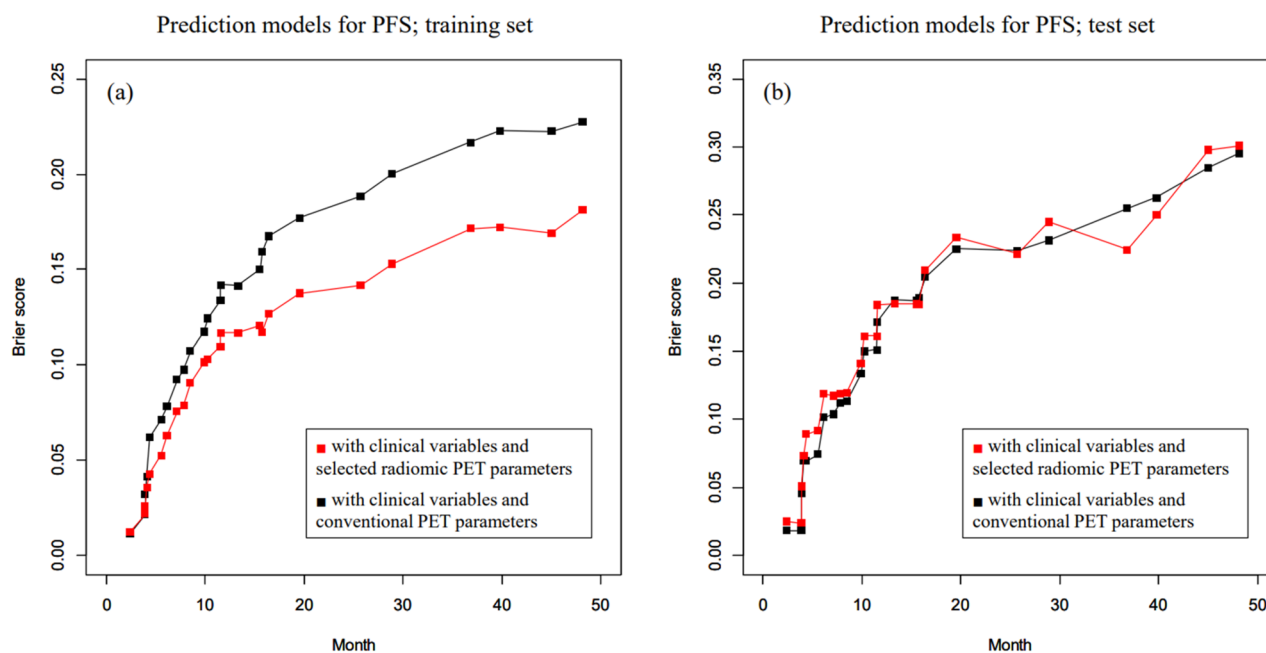 Prediction models for PFS; training set
(a)
Brier score
0.25
0.20
0.15
0.10
0.05
0.00
with clinical variables and
selected radiomic PET parameters
with clinical variables and
conventional PET parameters
0 10 20 30 40 50
Month
Prediction models for PFS; test set
(b)
Brier score
0.35
0.30
0.25
0.20
0.15
0.10
0.05
0.00
with clinical variables and
selected radiomic PET parameters
with clinical variables and
conventional PET parameters
0 10 20 30 40 50
Month